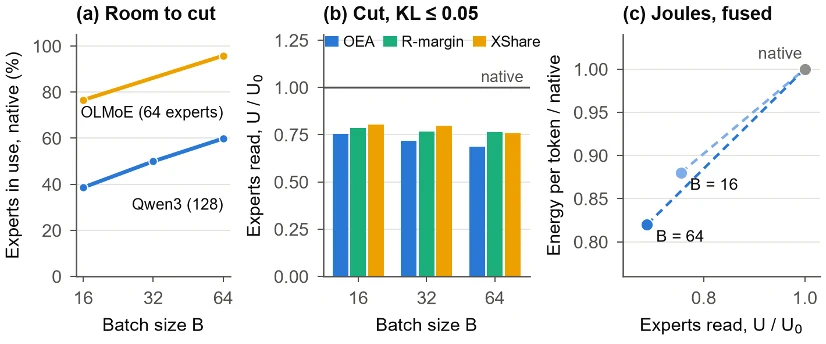 (a) Room to cut
Experts in use, native (%)
100
80
60
40
20
0
OLMoE (64 experts)
Qwen3 (128)
16 32 64
Batch size B
(b) Cut, KL ≤ 0.05
Experts read, U / U₀
1.25
1.00
0.75
0.50
0.25
0.00
OEA R-margin XShare
native
16 32 64
Batch size B
(c) Joules, fused
Energy per token / native
1.00
0.95
0.90
0.85
0.80
native
B = 16
B = 64
0.8 1.0
Experts read, U / U₀